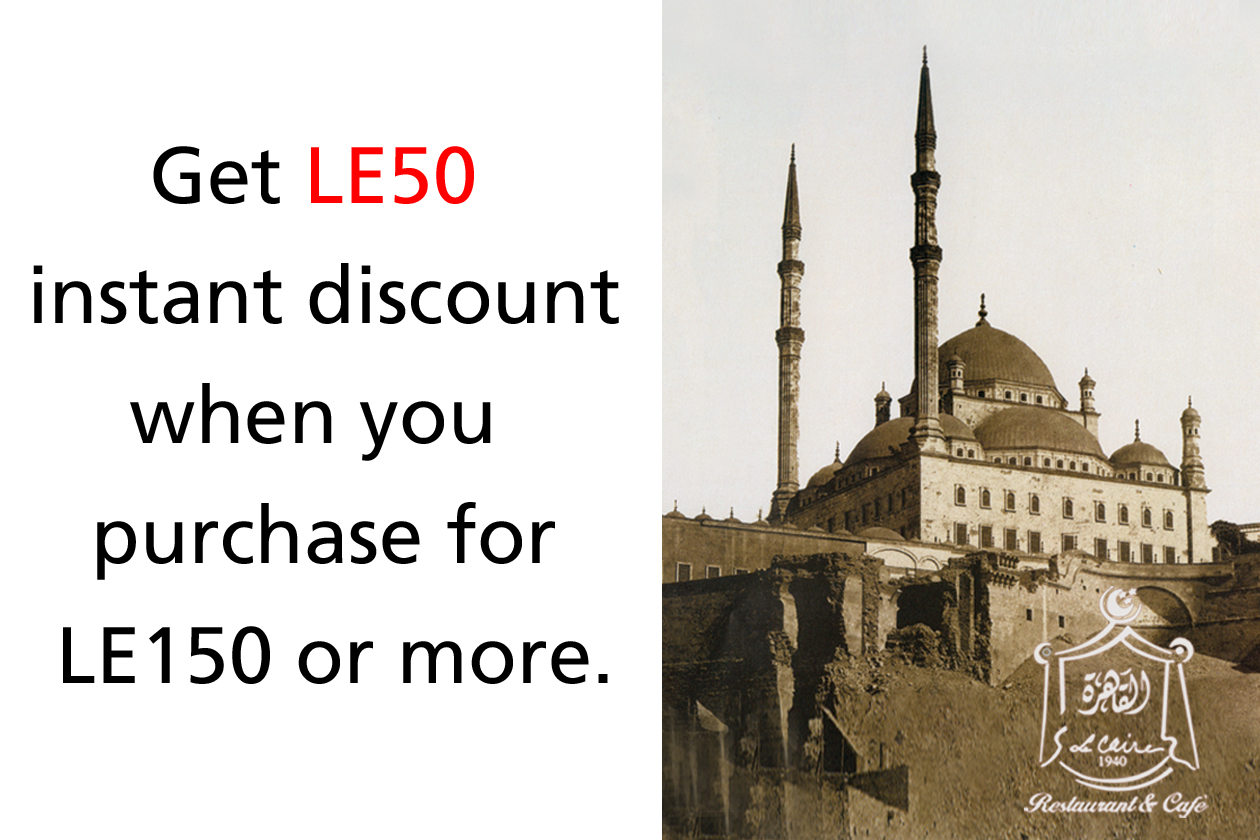 Get LE50
instant discount
when you
purchase for
LE150 or more.
القاهرة
Le Caire
1940
Restaurant & Café